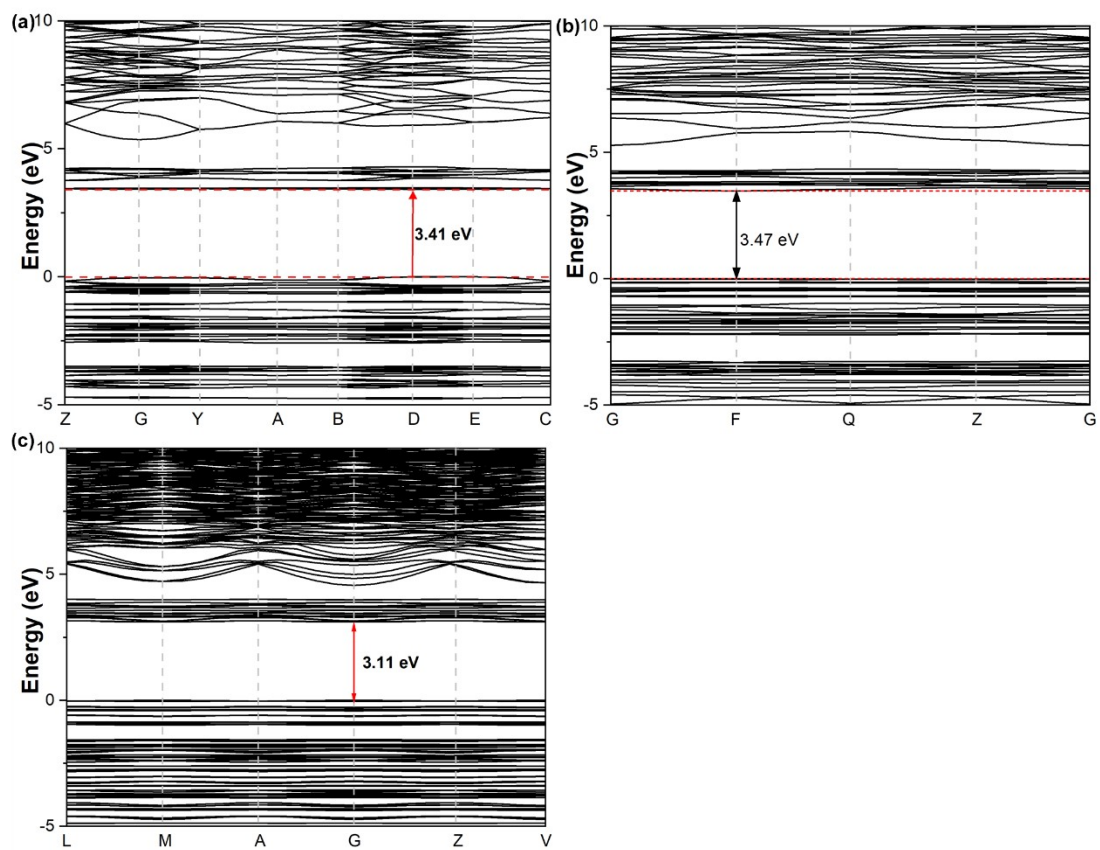 (a)
10
5
0
-5
Energy (eV)
3.41 eV
Z G Y A B D E C
(b)
10
5
0
-5
Energy (eV)
3.47 eV
G F Q Z G
(c)
10
5
0
-5
Energy (eV)
3.11 eV
L M A G Z V